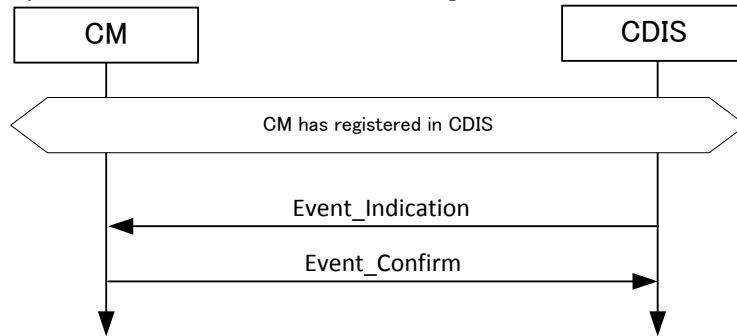 CM
CDIS
CM has registered in CDIS
Event_Indication
Event_Confirm